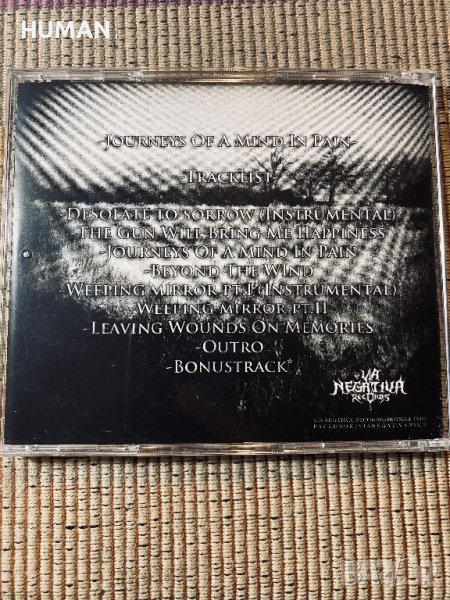 HUMAN
-Journeys Of A Mind In Pain-
-Tracklist-
Desolate to sorrow (Instrumental)
The Gun Will Bring Me Happiness
-Journeys Of A Mind In Pain
-Beyond The Wind
Weeping mirror pt.I (Instrumental)
Weeping mirror pt.II
-Leaving Wounds On Memories
-Outro
-Bonustrack*
VIA
NEGATIVA
RECORDS